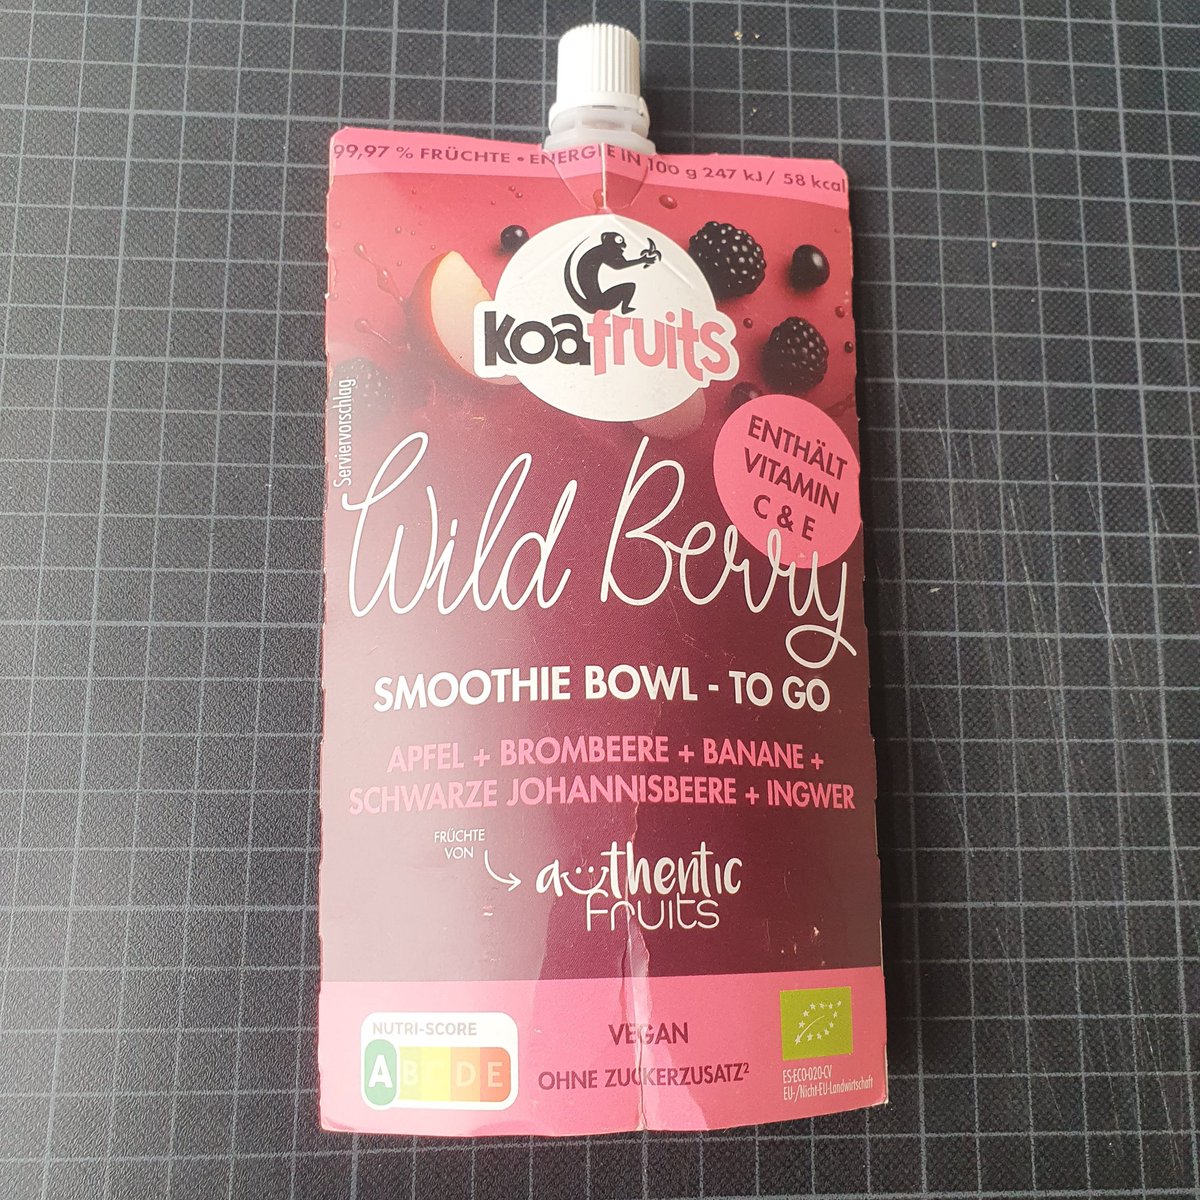 99,97 % FRÜCHTE • ENERGIE IN 100 g 247 kJ / 58 kcal
koafruits
Serviervorschlag
ENTHÄLT
VITAMIN
C & E
Wild Berry
SMOOTHIE BOWL - TO GO
APFEL + BROMBEERE + BANANE +
SCHWARZE JOHANNISBEERE + INGWER
FRÜCHTE
VON
authentic
fruits
NUTRI-SCORE
A B C D E
VEGAN
OHNE ZUCKERZUSATZ²
ES-ECO-020-CV
EU-/Nicht-EU-Landwirtschaft